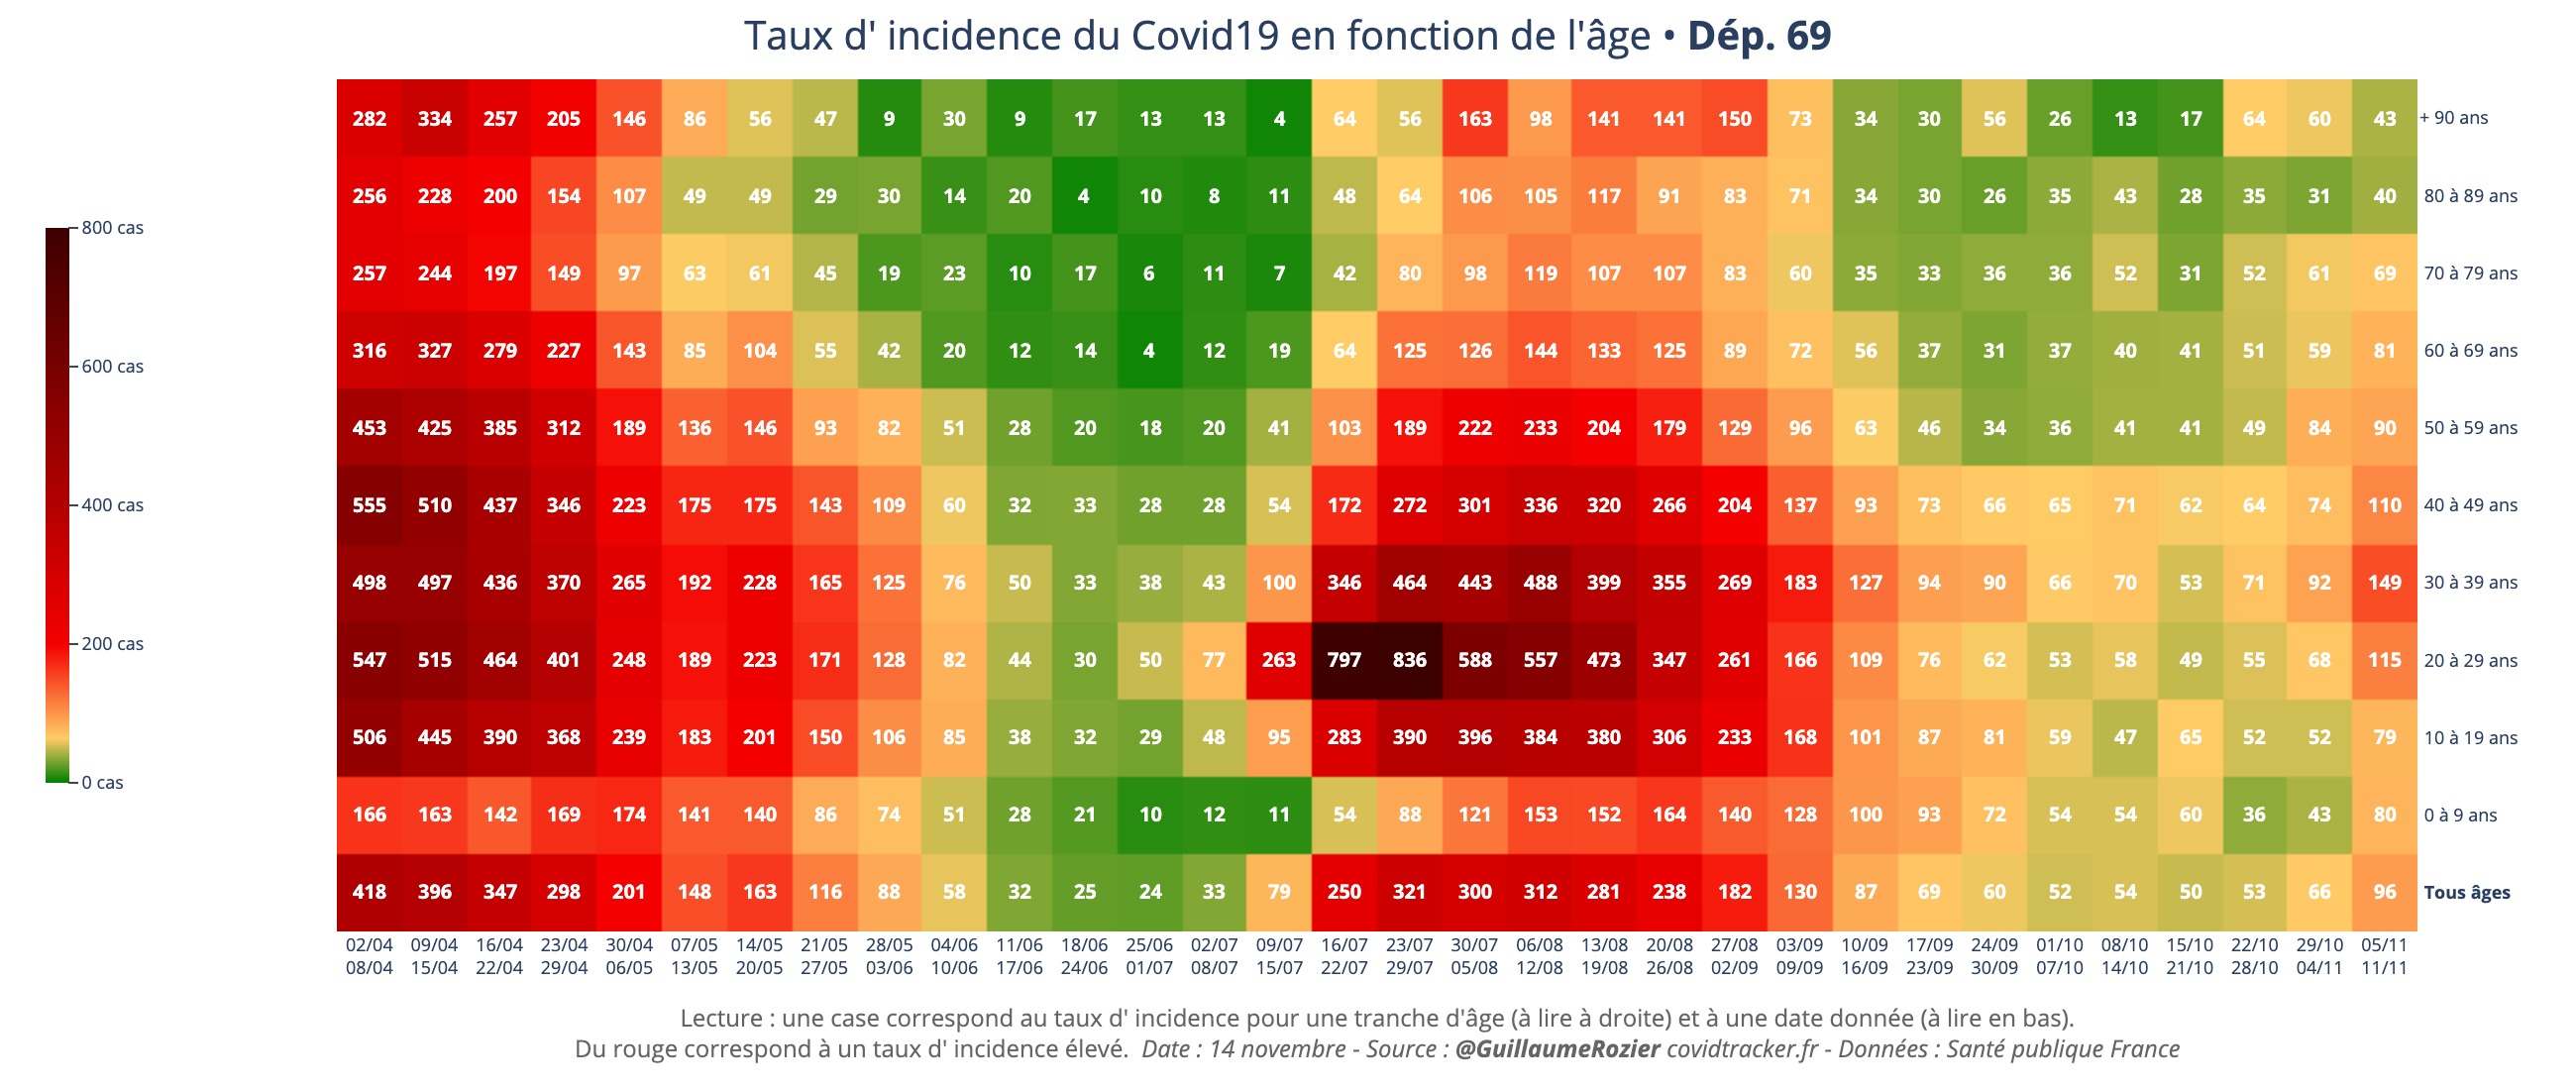 Taux d' incidence du Covid19 en fonction de l'âge • Dép. 69
800 cas
600 cas
400 cas
200 cas
0 cas
282 334 257 205 146 86 56 47 9 30 9 17 13 13 4 64 56 163 98 141 141 150 73 34 30 56 26 13 17 64 60 43 + 90 ans
256 228 200 154 107 49 49 29 30 14 20 4 10 8 11 48 64 106 105 117 91 83 71 34 30 26 35 43 28 35 31 40 80 à 89 ans
257 244 197 149 97 63 61 45 19 23 10 17 6 11 7 42 80 98 119 107 107 83 60 35 33 36 36 52 31 52 61 69 70 à 79 ans
316 327 279 227 143 85 104 55 42 20 12 14 4 12 19 64 125 126 144 133 125 89 72 56 37 31 37 40 41 51 59 81 60 à 69 ans
453 425 385 312 189 136 146 93 82 51 28 20 18 20 41 103 189 222 233 204 179 129 96 63 46 34 36 41 41 49 84 90 50 à 59 ans
555 510 437 346 223 175 175 143 109 60 32 33 28 28 54 172 272 301 336 320 266 204 137 93 73 66 65 71 62 64 74 110 40 à 49 ans
498 497 436 370 265 192 228 165 125 76 50 33 38 43 100 346 464 443 488 399 355 269 183 127 94 90 66 70 53 71 92 149 30 à 39 ans
547 515 464 401 248 189 223 171 128 82 44 30 50 77 263 797 836 588 557 473 347 261 166 109 76 62 53 58 49 55 68 115 20 à 29 ans
506 445 390 368 239 183 201 150 106 85 38 32 29 48 95 283 390 396 384 380 306 233 168 101 87 81 59 47 65 52 52 79 10 à 19 ans
166 163 142 169 174 141 140 86 74 51 28 21 10 12 11 54 88 121 153 152 164 140 128 100 93 72 54 54 60 36 43 80 0 à 9 ans
418 396 347 298 201 148 163 116 88 58 32 25 24 33 79 250 321 300 312 281 238 182 130 87 69 60 52 54 50 53 66 96 Tous âges
02/04 09/04 16/04 23/04 30/04 07/05 14/05 21/05 28/05 04/06 11/06 18/06 25/06 02/07 09/07 16/07 23/07 30/07 06/08 13/08 20/08 27/08 03/09 10/09 17/09 24/09 01/10 08/10 15/10 22/10 29/10 05/11
08/04 15/04 22/04 29/04 06/05 13/05 20/05 27/05 03/06 10/06 17/06 24/06 01/07 08/07 15/07 22/07 29/07 05/08 12/08 19/08 26/08 02/09 09/09 16/09 23/09 30/09 07/10 14/10 21/10 28/10 04/11 11/11
Lecture : une case correspond au taux d' incidence pour une tranche d'âge (à lire à droite) et à une date donnée (à lire en bas).
Du rouge correspond à un taux d' incidence élevé. Date : 14 novembre - Source : @GuillaumeRozier covidtracker.fr - Données : Santé publique France